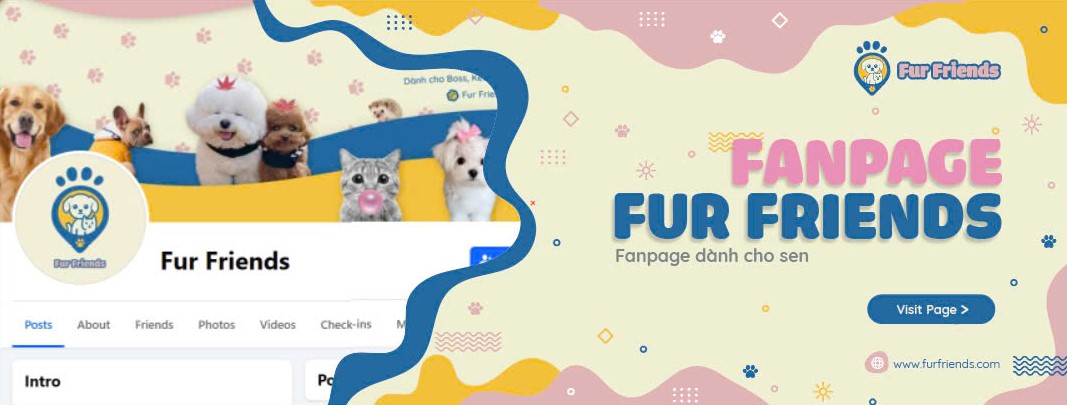 Dành cho Boss,
Fur Frie
Fur Friends
Fur Friends
Posts About Friends Photos Videos Check-ins M
Intro
Po
Fur Friends
FANPAGE
FUR FRIENDS
Fanpage dành cho sen
Visit Page >
www.furfriends.com